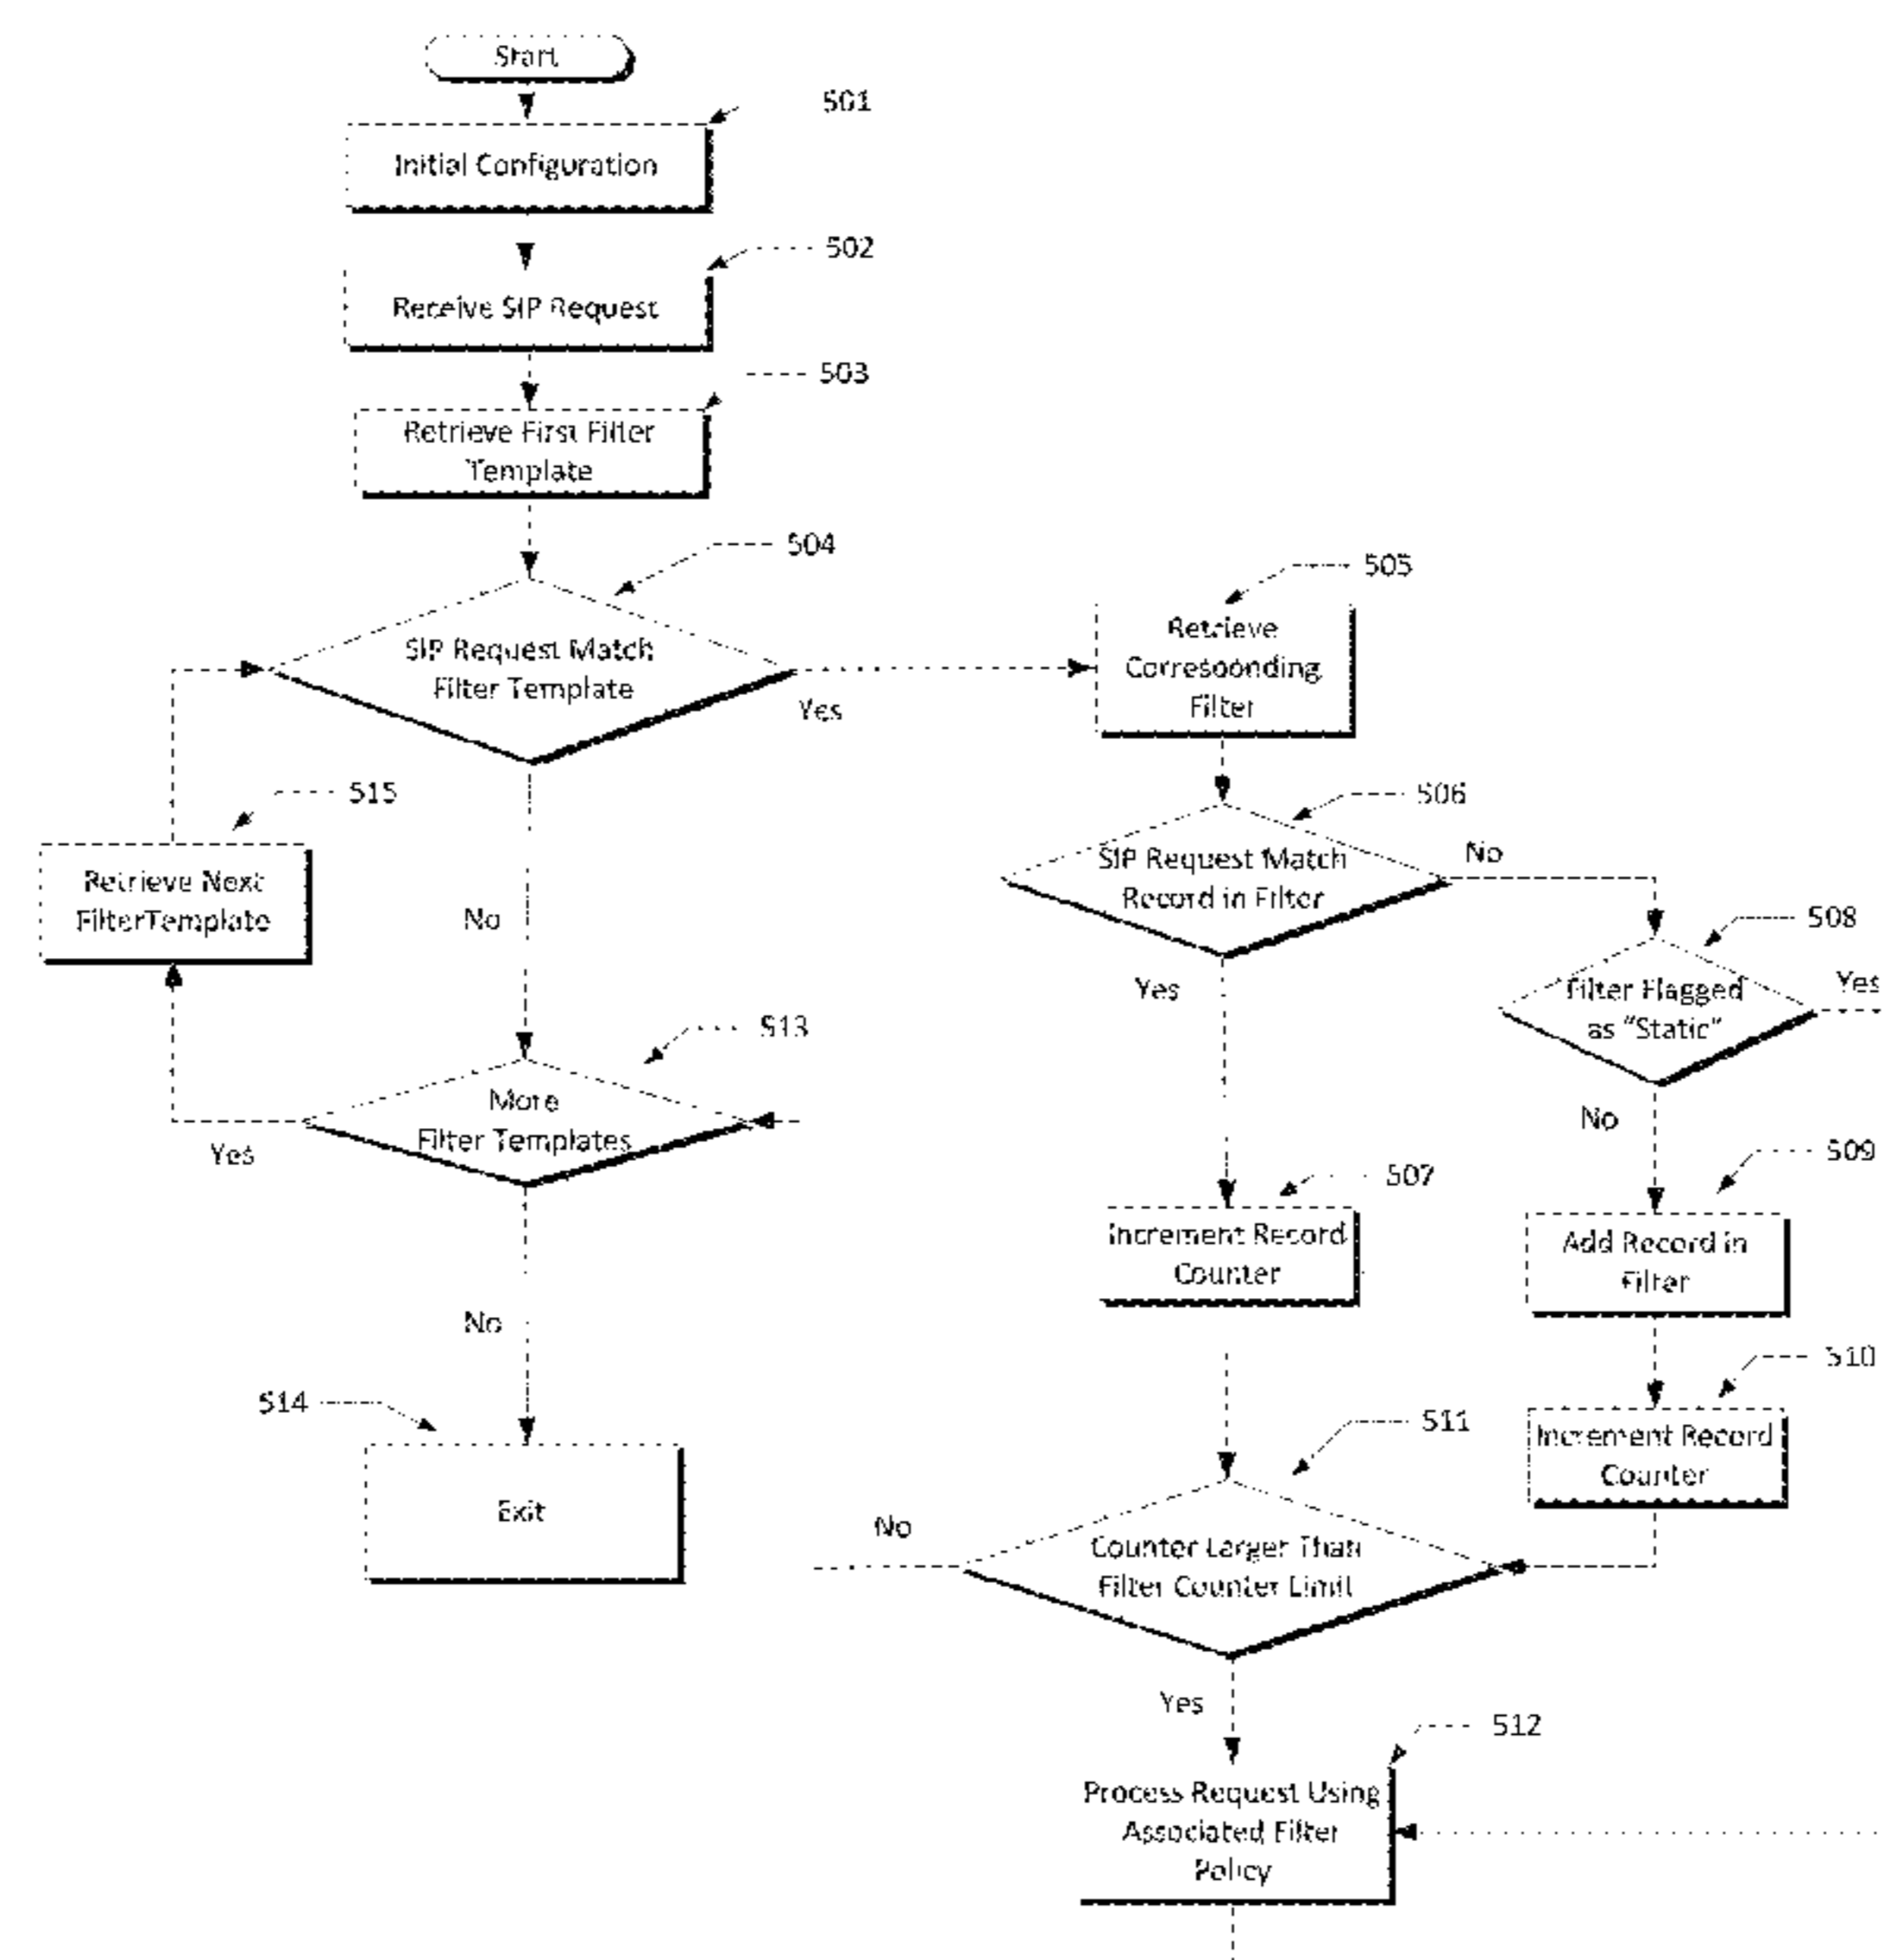 Start
501
Initial Configuration
502
Receive SIP Request
503
Retrieve First Filter
Template
504
SIP Request Match
Filter Template
Yes
505
Retrieve
Corresponding
Filter
515
Retrieve Next
FilterTemplate
No
506
SIP Request Match
Record in Filter
No
Yes
508
Filter Flagged
as "Static"
Yes
No
513
More
Filter Templates
Yes
No
507
Increment Record
Counter
509
Add Record in
Filter
510
Increment Record
Counter
514
Exit
511
Counter Larger Than
Filter Counter Limit
No
Yes
512
Process Request Using
Associated Filter
Policy